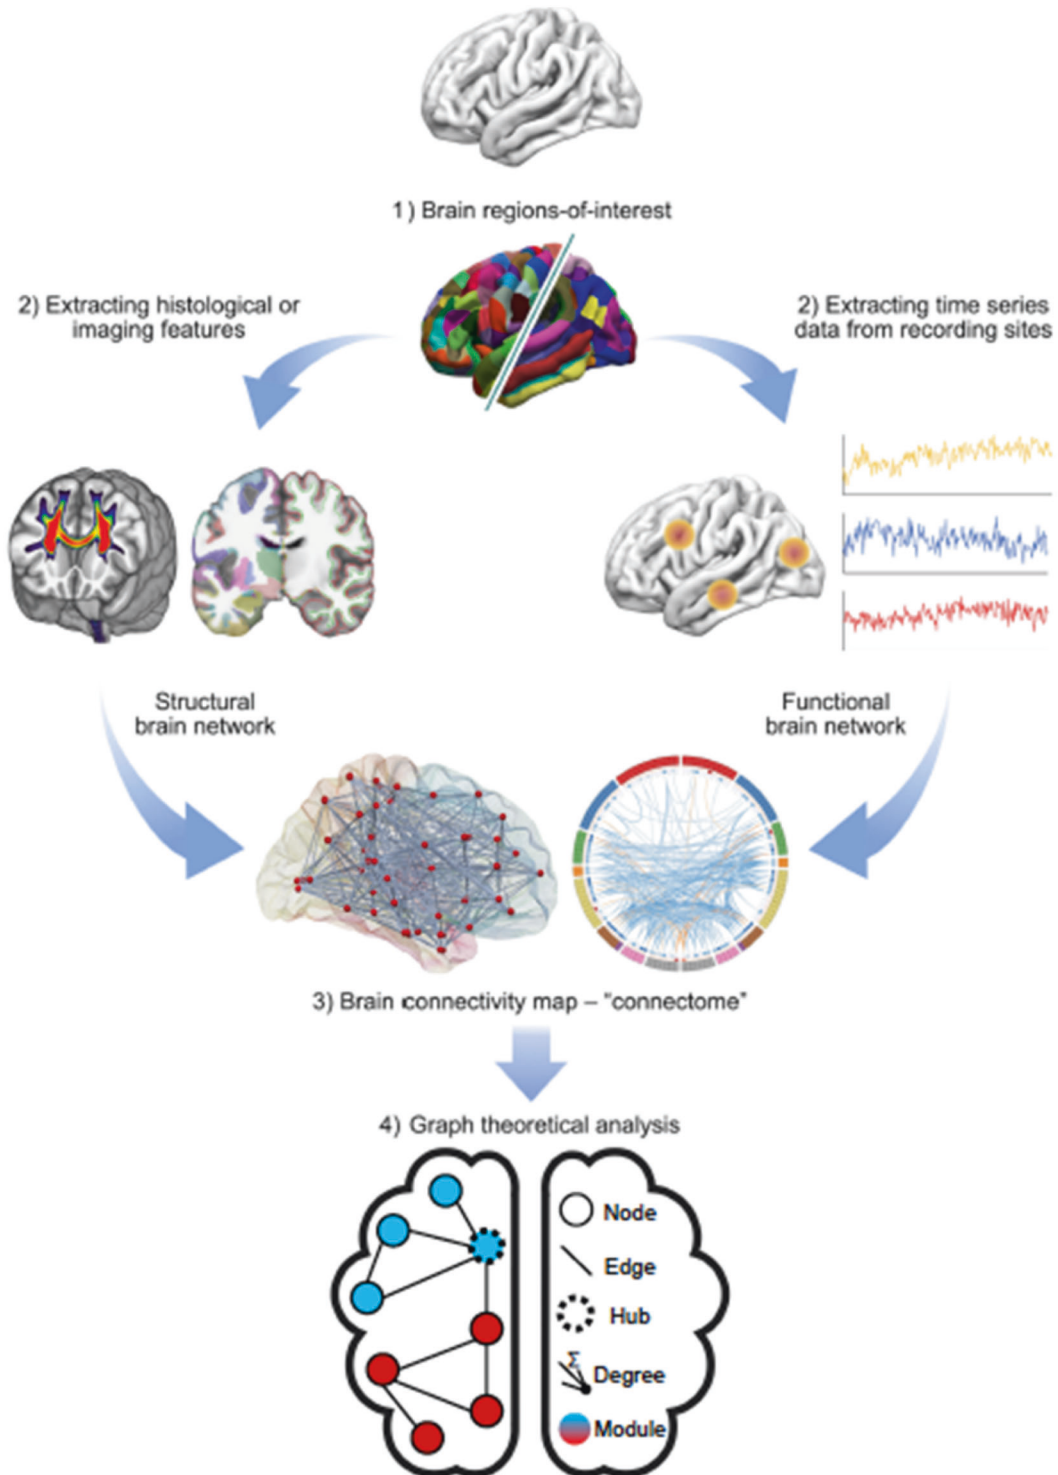 1) Brain regions-of-interest
2) Extracting histological or
imaging features
2) Extracting time series
data from recording sites
Structural
brain network
Functional
brain network
3) Brain connectivity map – "connectome"
4) Graph theoretical analysis
Node
Edge
Hub
Σ
Degree
Module